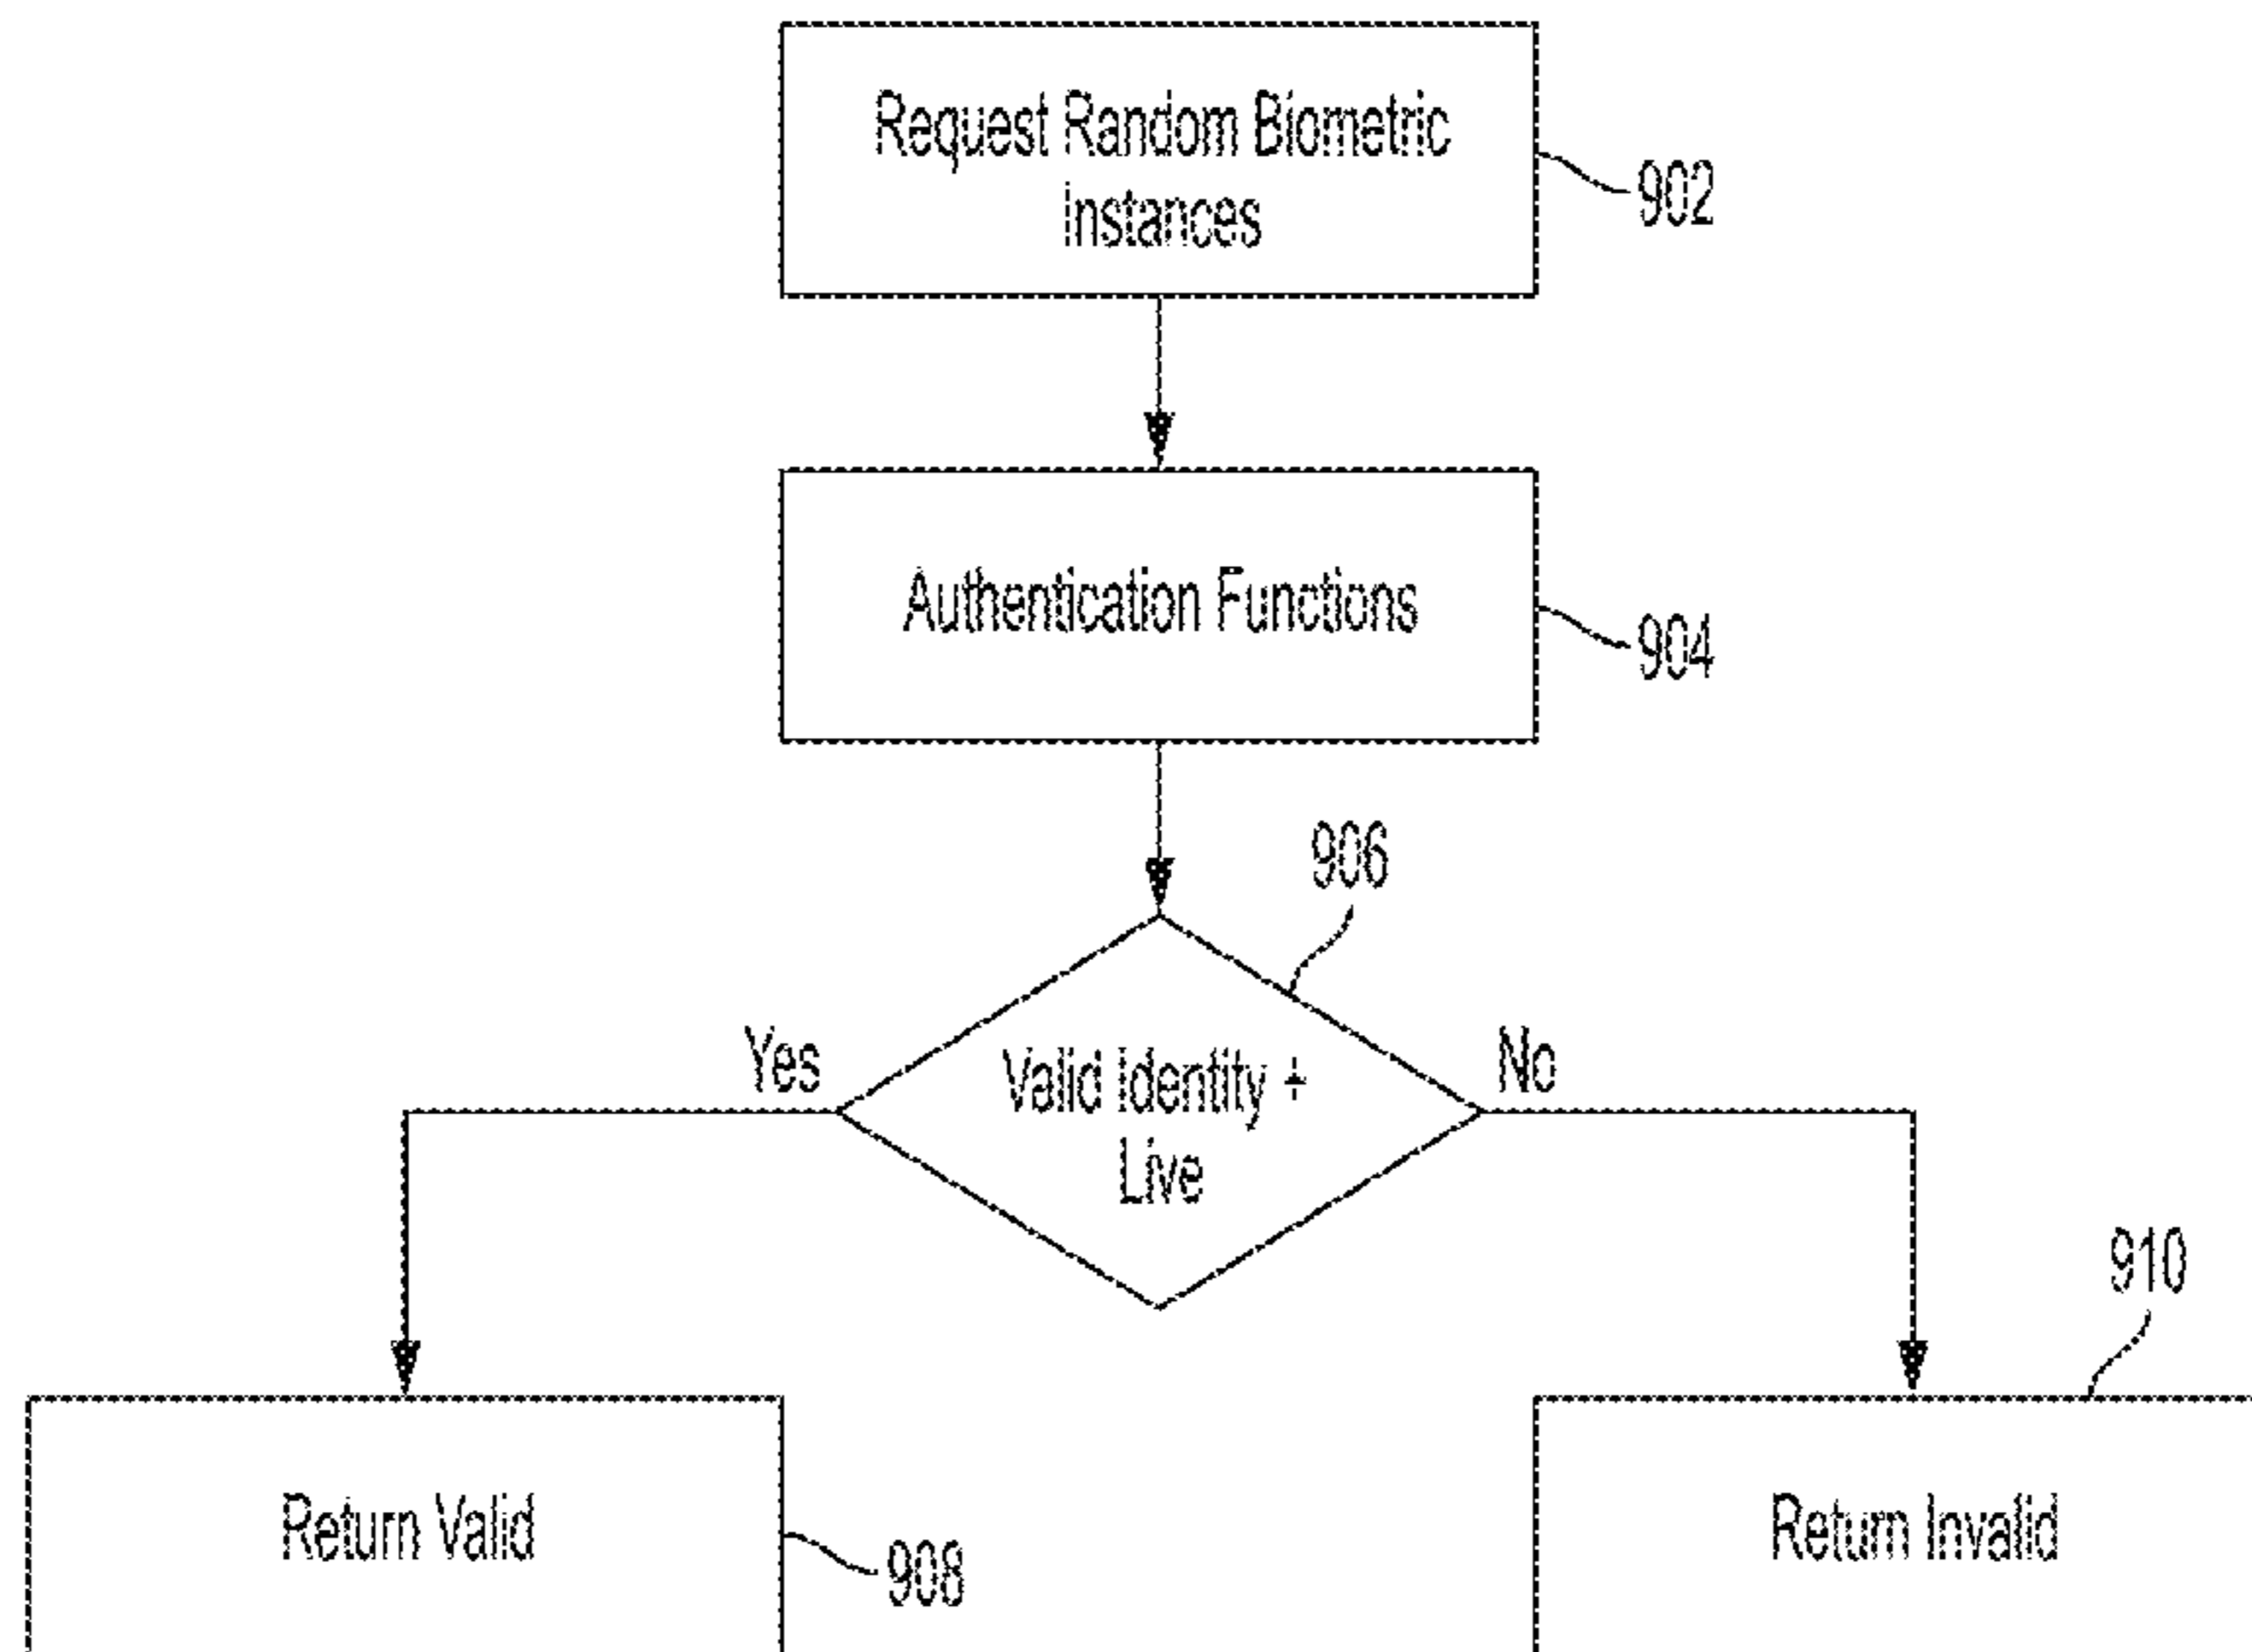 Request Random Biometric
Instances
902
Authentication Functions
904
906
Yes
No
Valid Identity +
Live
910
Return Valid
908
Return Invalid